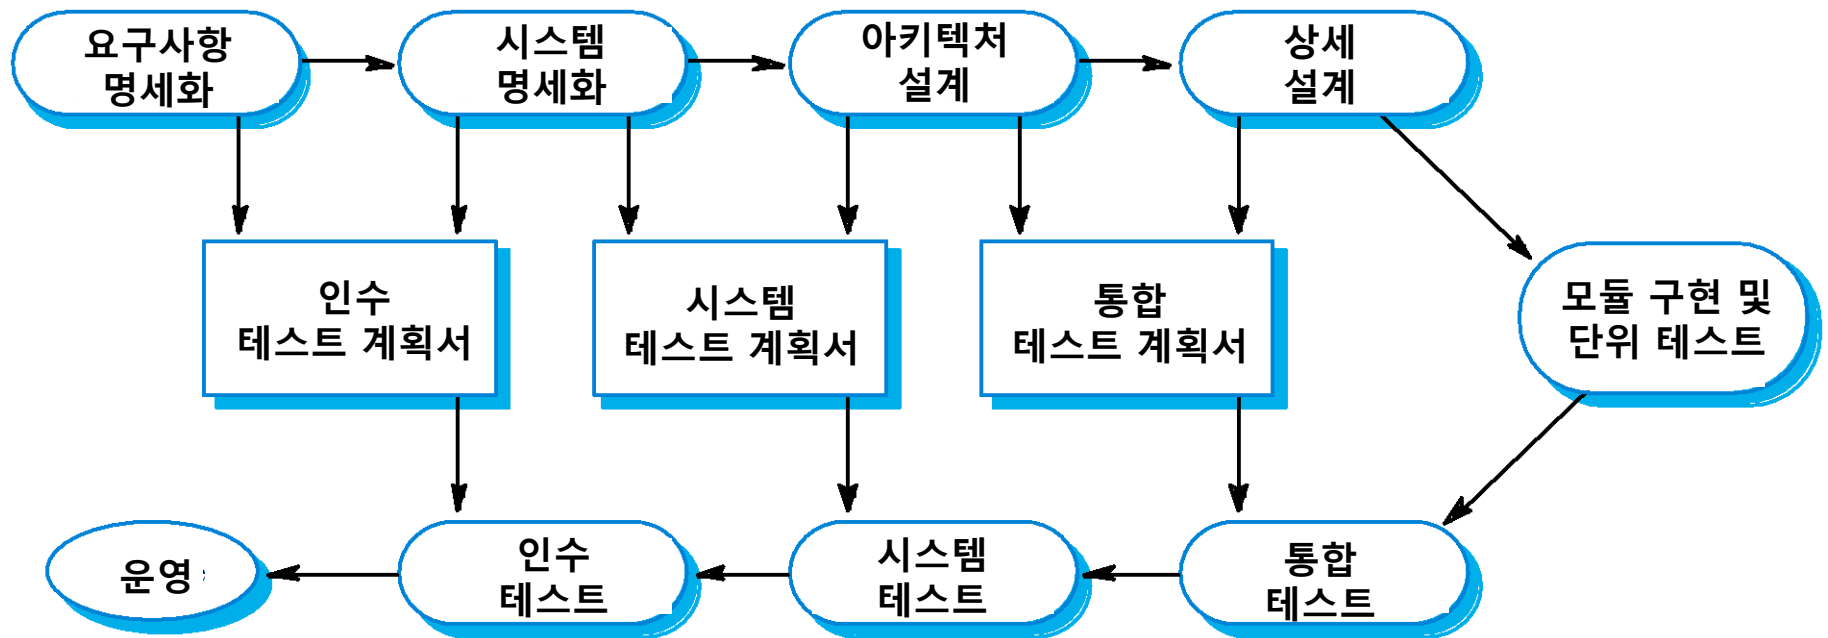 요구사항
명세화
시스템
명세화
아키텍처
설계
상세
설계
인수
테스트 계획서
시스템
테스트 계획서
통합
테스트 계획서
모듈 구현 및
단위 테스트
운영
인수
테스트
시스템
테스트
통합
테스트